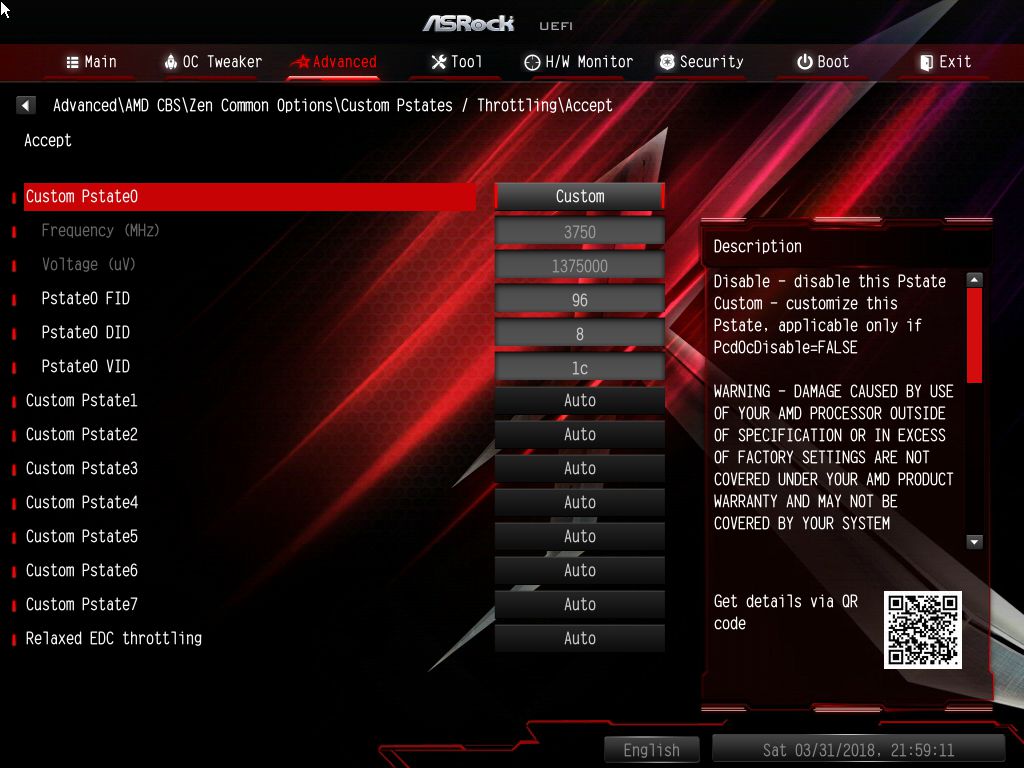 ASRock UEFI
Main OC Tweaker Advanced Tool H/W Monitor Security Boot Exit
Advanced\AMD CBS\Zen Common Options\Custom Pstates / Throttling\Accept
Accept
Custom Pstate0 Custom
Frequency (MHz) 3750
Voltage (uV) 1375000
Pstate0 FID 96
Pstate0 DID 8
Pstate0 VID 1c
Custom Pstate1 Auto
Custom Pstate2 Auto
Custom Pstate3 Auto
Custom Pstate4 Auto
Custom Pstate5 Auto
Custom Pstate6 Auto
Custom Pstate7 Auto
Relaxed EDC throttling Auto
Description
Disable - disable this Pstate
Custom - customize this
Pstate, applicable only if
PcdOcDisable=FALSE
WARNING - DAMAGE CAUSED BY USE
OF YOUR AMD PROCESSOR OUTSIDE
OF SPECIFICATION OR IN EXCESS
OF FACTORY SETTINGS ARE NOT
COVERED UNDER YOUR AMD PRODUCT
WARRANTY AND MAY NOT BE
COVERED BY YOUR SYSTEM
Get details via QR
code
English
Sat 03/31/2018, 21:59:11